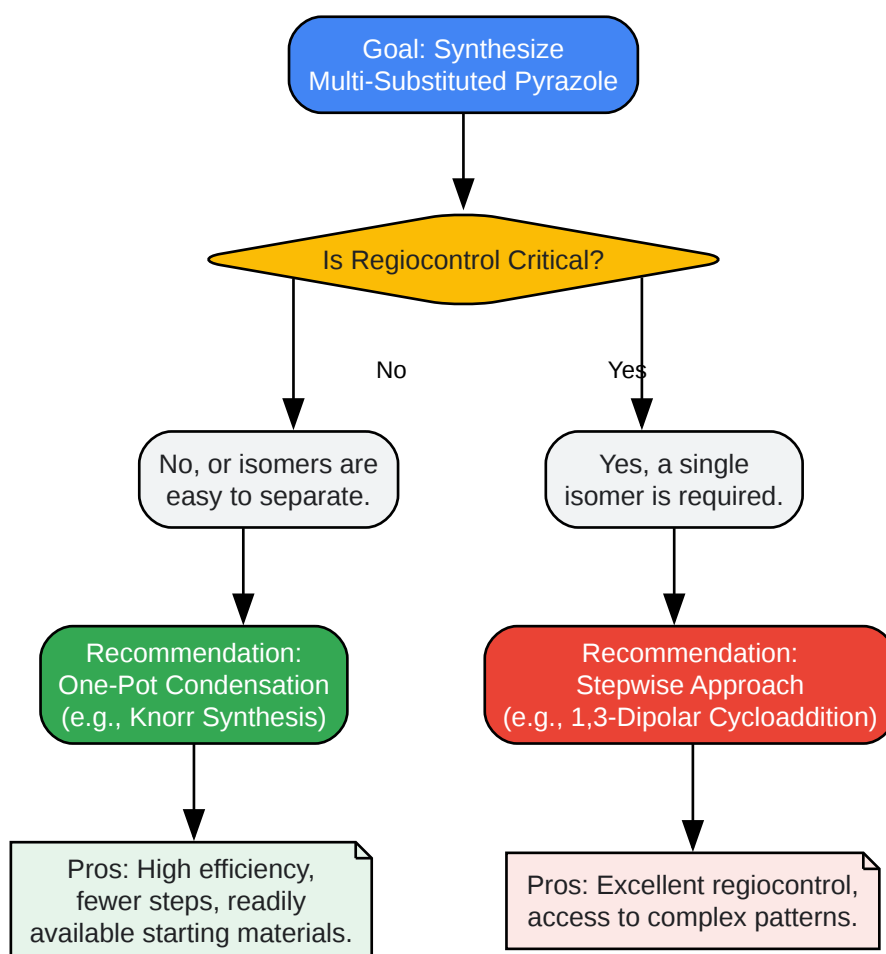 Goal: Synthesize
Multi-Substituted Pyrazole
Is Regiocontrol Critical?
No
Yes
No, or isomers are
easy to separate.
Yes, a single
isomer is required.
Recommendation:
One-Pot Condensation
(e.g., Knorr Synthesis)
Recommendation:
Stepwise Approach
(e.g., 1,3-Dipolar Cycloaddition)
Pros: High efficiency,
fewer steps, readily
available starting materials.
Pros: Excellent regiocontrol,
access to complex patterns.